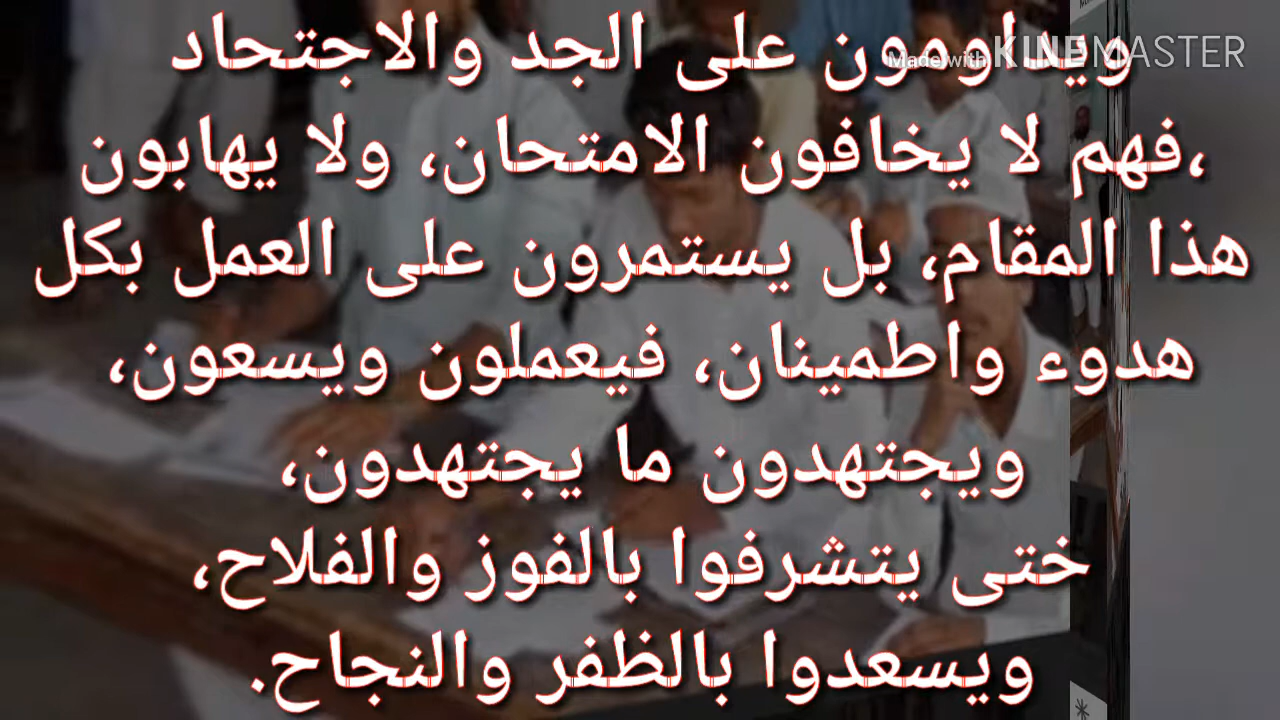 ويداومون على الجد والاجتحاد
،فهم لا يخافون الامتحان، ولا يهابون
هذا المقام، بل يستمرون على العمل بكل
هدوء واطمينان، فيعملون ويسعون،
ويجتهدون ما يجتهدون،
ختى يتشرفوا بالفوز والفلاح،
ويسعدوا بالظفر والنجاح.
Made with KINEMASTER